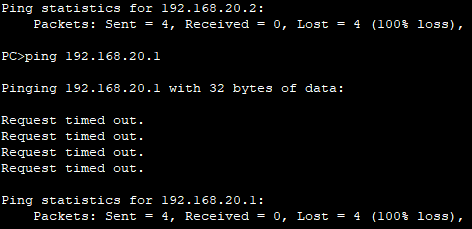 Ping statistics for 192.168.20.2:
    Packets: Sent = 4, Received = 0, Lost = 4 (100% loss),
PC>ping 192.168.20.1
Pinging 192.168.20.1 with 32 bytes of data:
Request timed out.
Request timed out.
Request timed out.
Request timed out.
Ping statistics for 192.168.20.1:
    Packets: Sent = 4, Received = 0, Lost = 4 (100% loss),